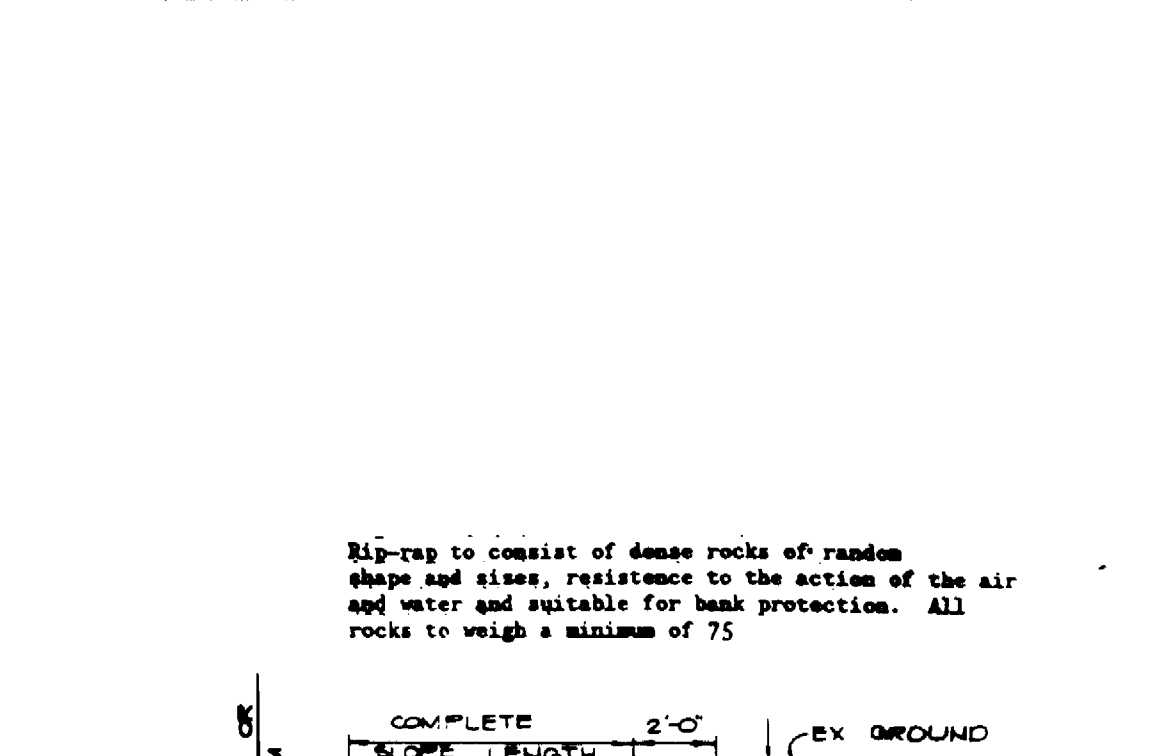 Rip-rap to consist of dense rocks of random
shape and sizes, resistence to the action of the air
and water and suitable for bank protection. All
rocks to weigh a minimum of 75
COMPLETE 2'-0"
SLOPE LENGTH
EX GROUND